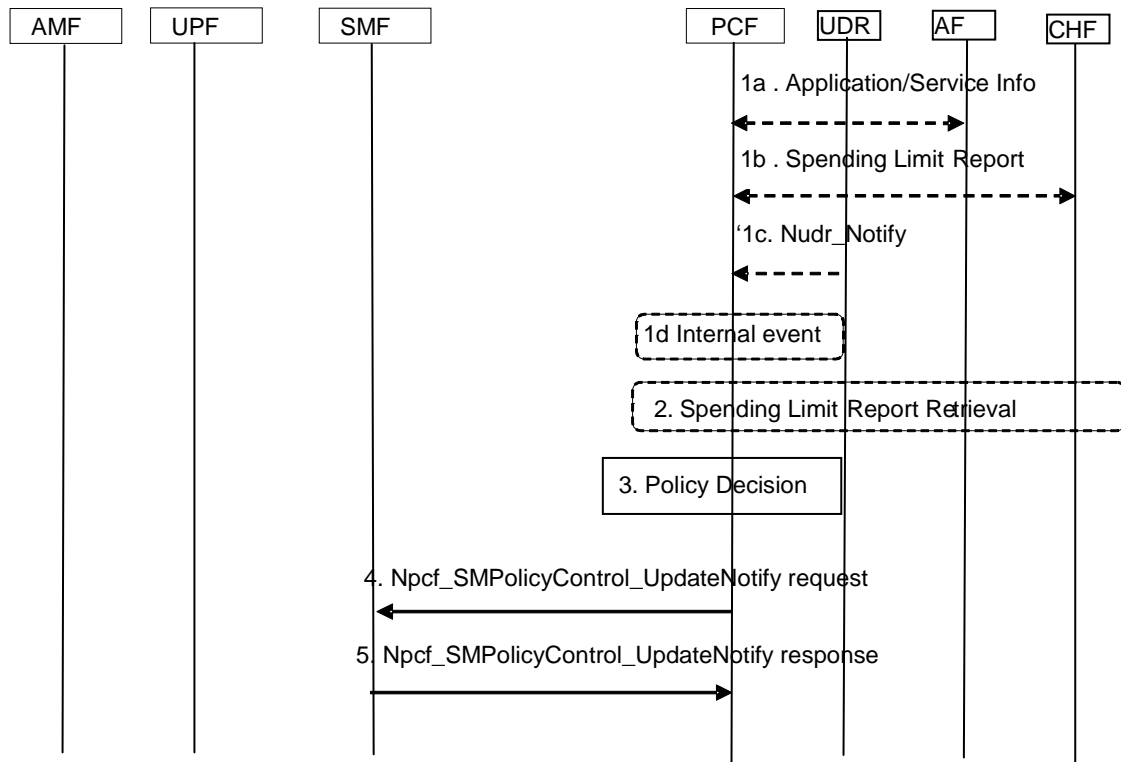 AMF
UPF
SMF
PCF
UDR
AF
CHF
1a . Application/Service Info
1b . Spending Limit Report
‘1c. Nudr_Notify
1d Internal event
2. Spending Limit Report Retrieval
3. Policy Decision
4. Npcf_SMPolicyControl_UpdateNotify request
5. Npcf_SMPolicyControl_UpdateNotify response